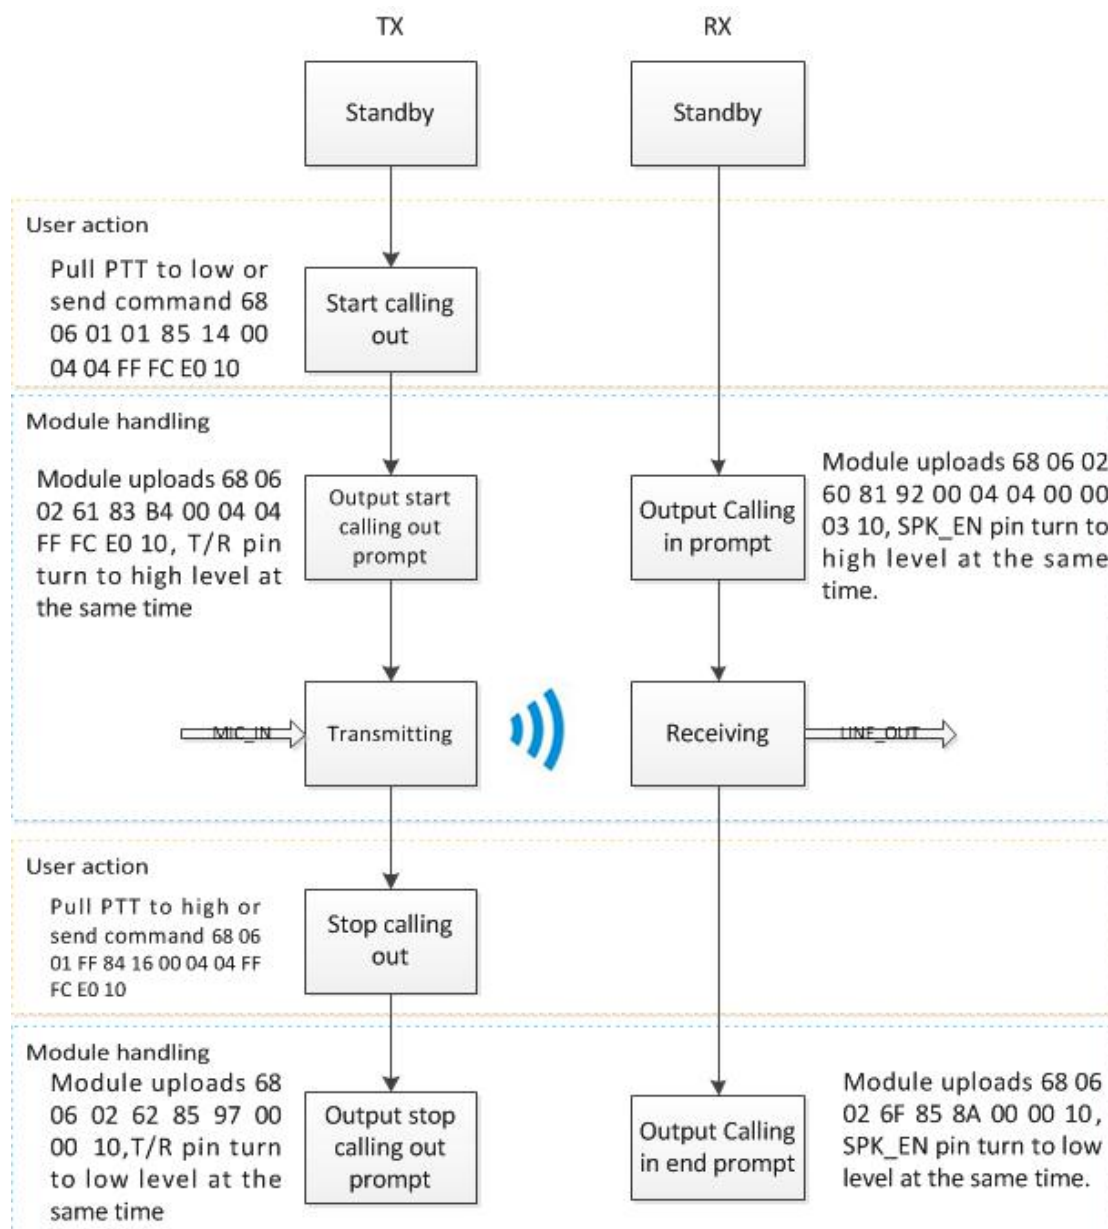 TX
RX
Standby
Standby
User action
Pull PTT to low or
send command 68
06 01 01 85 14 00
04 04 FF FC E0 10
Start calling
out
Module handling
Module uploads 68 06
02 61 83 B4 00 04 04
FF FC E0 10, T/R pin
turn to high level at
the same time
Output start
calling out
prompt
Output Calling
in prompt
Module uploads 68 06 02
60 81 92 00 04 04 00 00
03 10, SPK_EN pin turn to
high level at the same
time.
MIC_IN
Transmitting
Receiving
LINE_OUT
User action
Pull PTT to high or
send command 68 06
01 FF 84 16 00 04 04 FF
FC E0 10
Stop calling
out
Module handling
Module uploads 68
06 02 62 85 97 00
00 10,T/R pin turn
to low level at the
same time
Output stop
calling out
prompt
Output Calling
in end prompt
Module uploads 68 06
02 6F 85 8A 00 00 10,
SPK_EN pin turn to low
level at the same time.